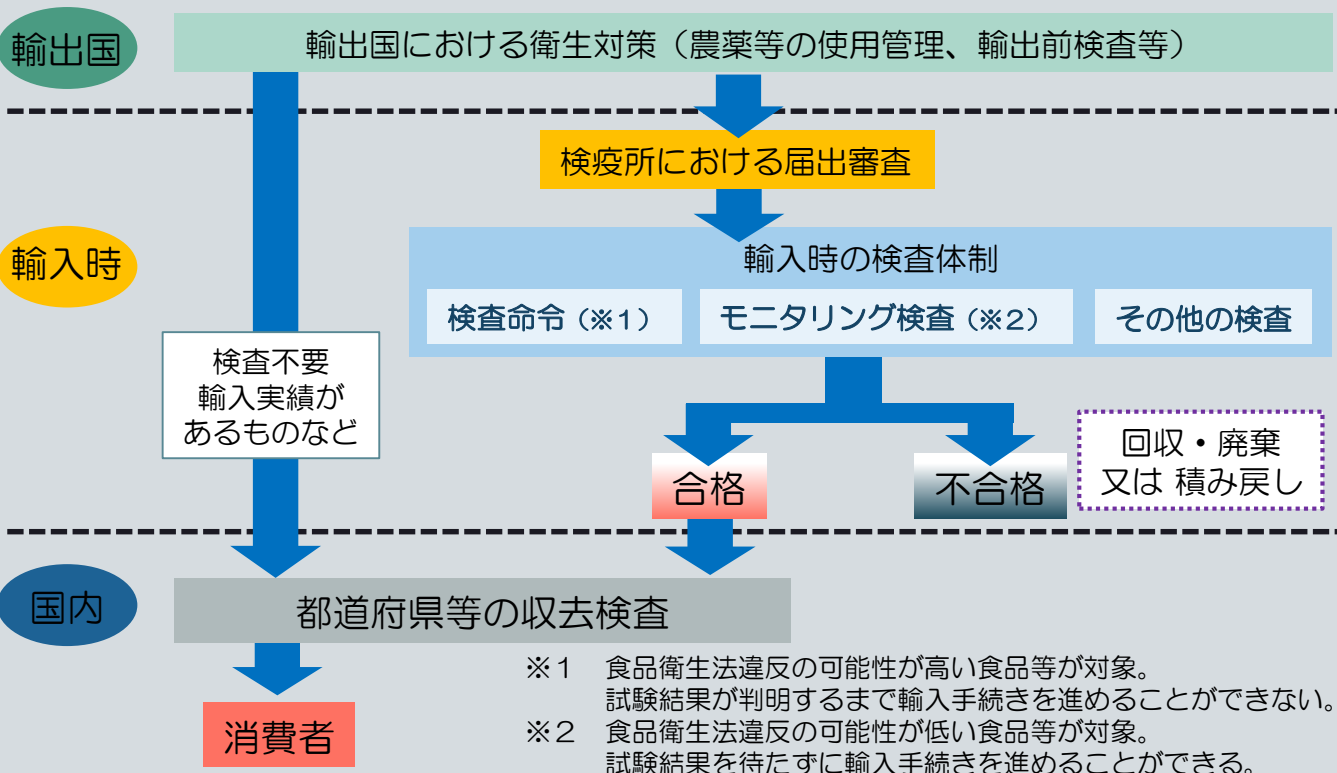 輸出国
輸出国における衛生対策（農薬等の使用管理、輸出前検査等）
検疫所における届出審査
輸入時
輸入時の検査体制
検査命令（※１）
モニタリング検査（※２）
その他の検査
検査不要
輸入実績が
あるものなど
合格
不合格
回収・廃棄
又は 積み戻し
国内
都道府県等の収去検査
消費者
※１　食品衛生法違反の可能性が高い食品等が対象。
試験結果が判明するまで輸入手続きを進めることができない。
※２　食品衛生法違反の可能性が低い食品等が対象。
試験結果を待たずに輸入手続きを進めることができる。